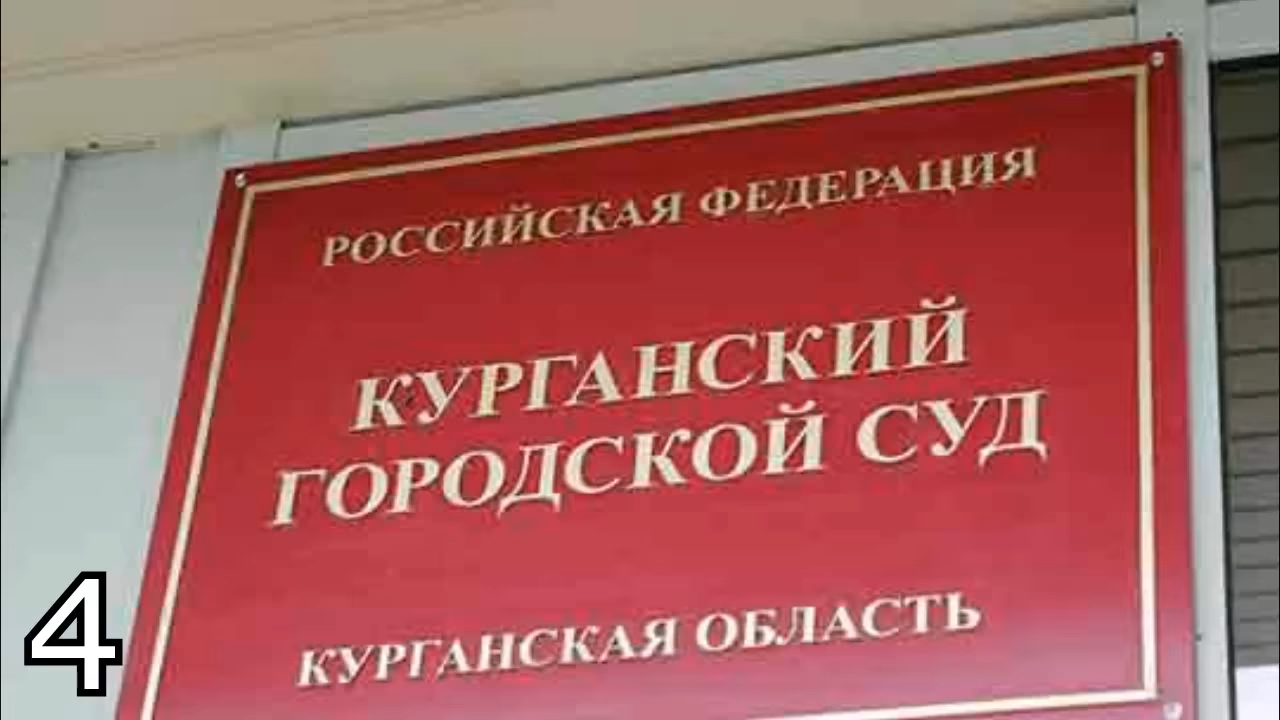 РОССИЙСКАЯ ФЕДЕРАЦИЯ
КУРГАНСКИЙ
ГОРОДСКОЙ СУД
КУРГАНСКАЯ ОБЛАСТЬ
4